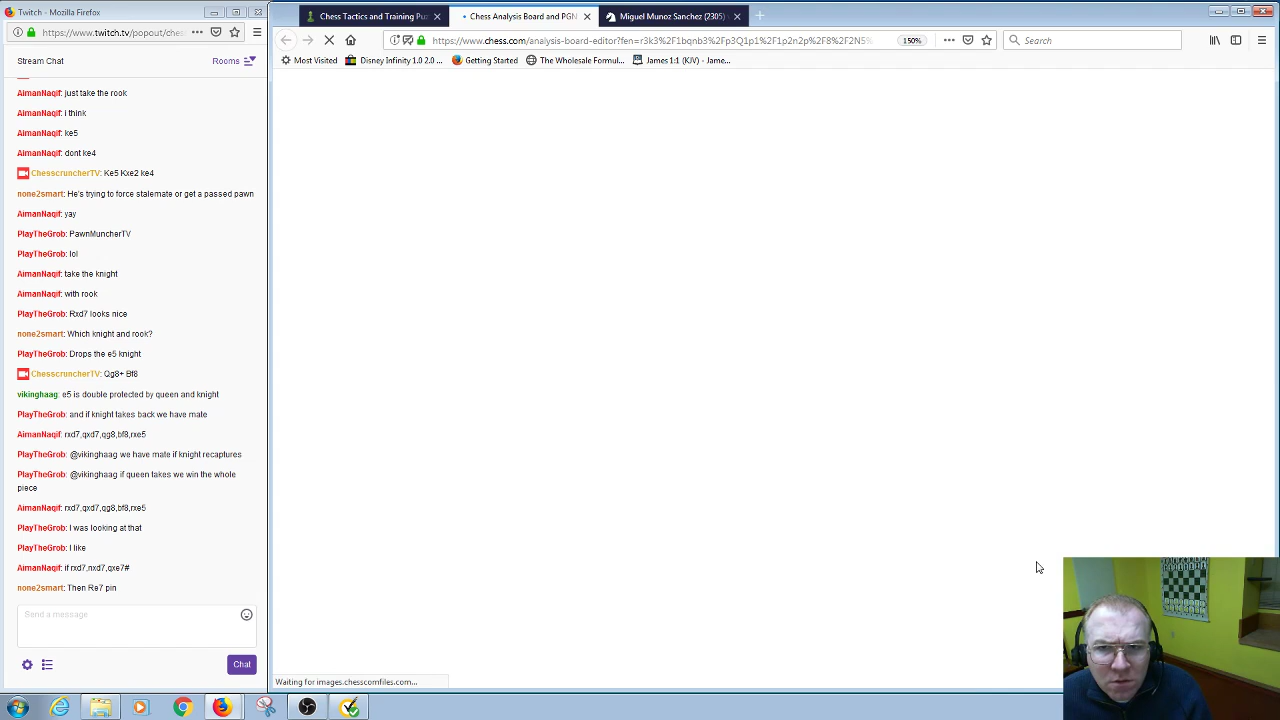 Twitch - Mozilla Firefox
https://www.twitch.tv/popout/ches
Stream Chat
Rooms
AimanNaqif: just take the rook
AimanNaqif: i think
AimanNaqif: ke5
AimanNaqif: dont ke4
ChesscruncherTV: Ke5 Kxe2 ke4
none2smart: He's trying to force stalemate or get a passed pawn
AimanNaqif: yay
PlayTheGrob: PawnMuncherTV
PlayTheGrob: lol
AimanNaqif: take the knight
AimanNaqif: with rook
PlayTheGrob: Rxd7 looks nice
none2smart: Which knight and rook?
PlayTheGrob: Drops the e5 knight
ChesscruncherTV: Qg8+ Bf8
vikinghaag: e5 is double protected by queen and knight
PlayTheGrob: and if knight takes back we have mate
AimanNaqif: rxd7,qxd7,qg8,bf8,rxe5
PlayTheGrob: @vikinghaag we have mate if knight recaptures
PlayTheGrob: @vikinghaag if queen takes we win the whole
piece
AimanNaqif: rxd7,qxd7,qg8,bf8,rxe5
PlayTheGrob: I was looking at that
PlayTheGrob: I like
AimanNaqif: if rxd7,nxd7,qxe7#
none2smart: Then Re7 pin
Send a message
Chat
Chess Tactics and Training Puz
Chess Analysis Board and PGN
Miguel Munoz Sanchez (2305)
https://www.chess.com/analysis-board-editor?fen=r3k3%2F1bqnb3%2Fp3Q1p1%2F1p2n2p%2F8%2F2N5%
150%
Search
Most Visited
Disney Infinity 1.0 2.0 ...
Getting Started
The Wholesale Formul...
James 1:1 (KJV) - Jame...
Waiting for images.chesscomfiles.com...